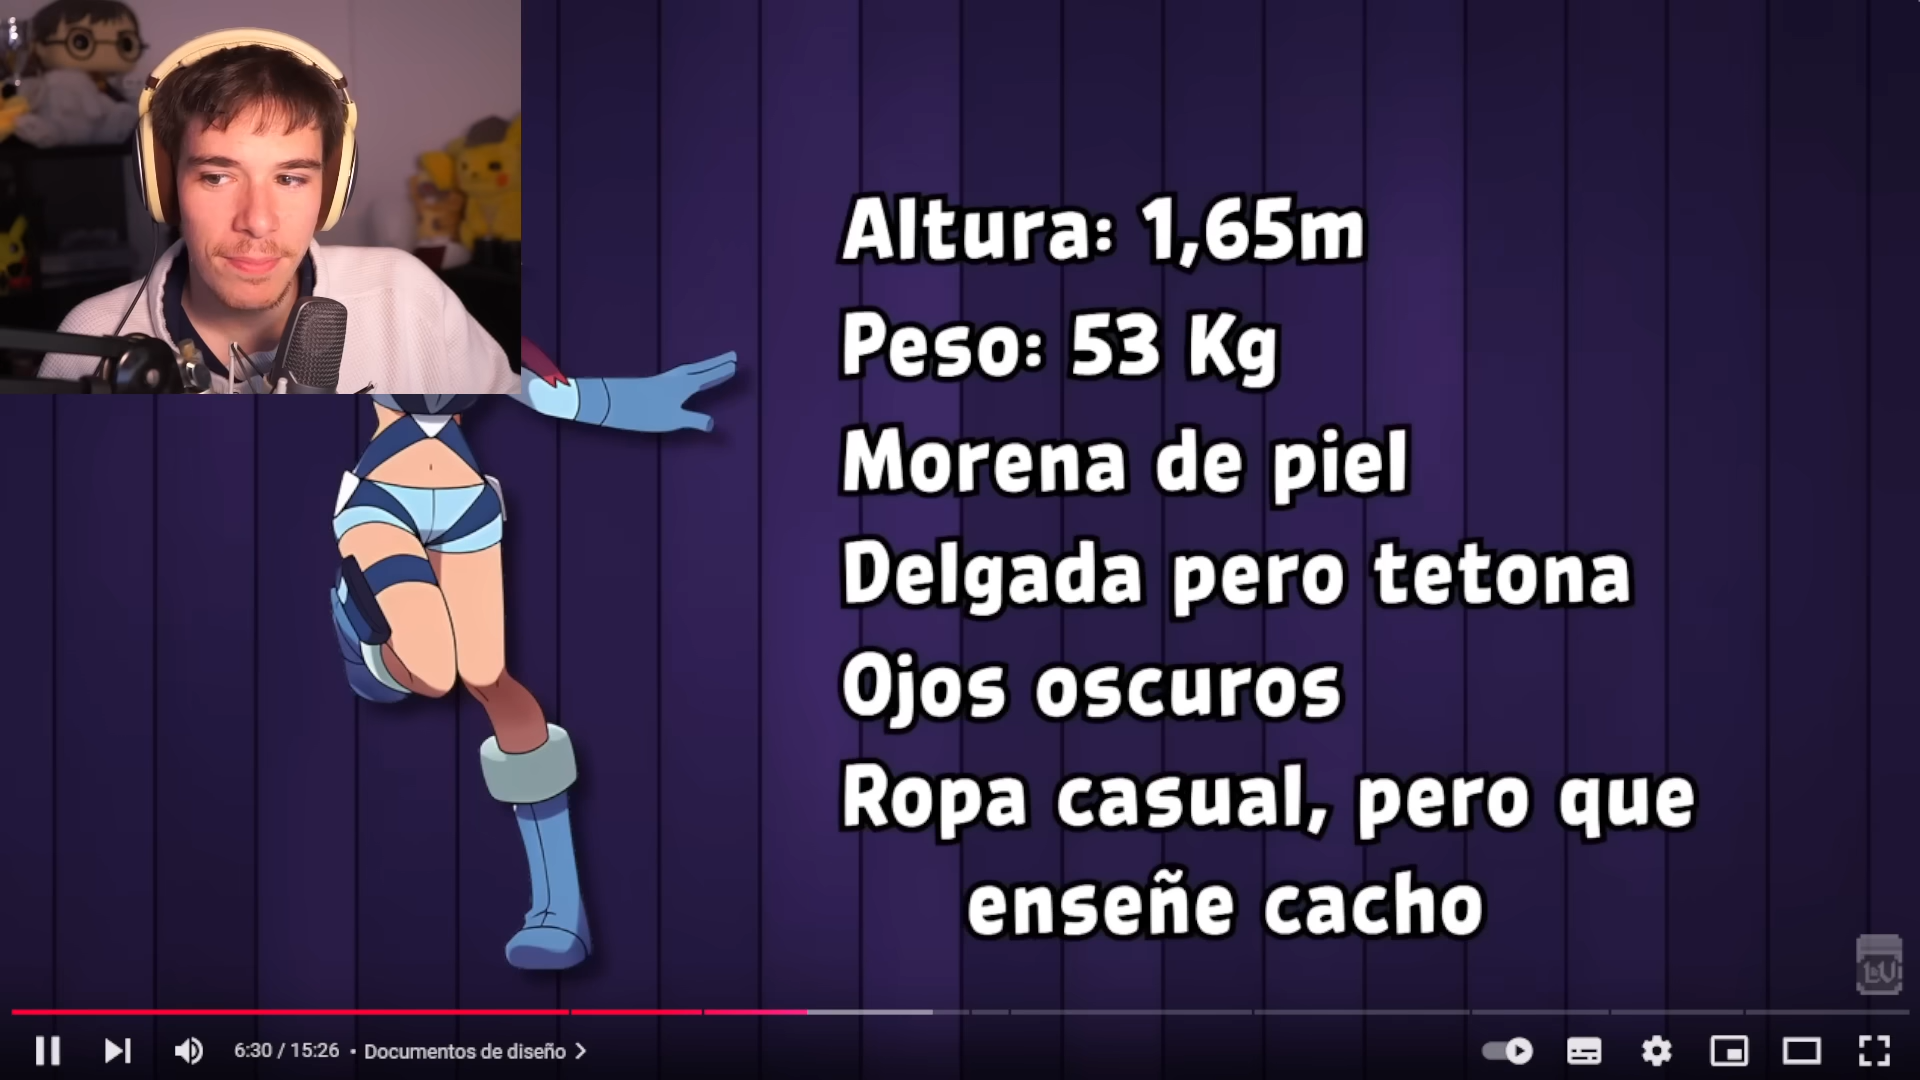 Altura: 1,65m
Peso: 53 Kg
Morena de piel
Delgada pero tetona
Ojos oscuros
Ropa casual, pero que
enseñe cacho
6:30 / 15:26 • Documentos de diseño